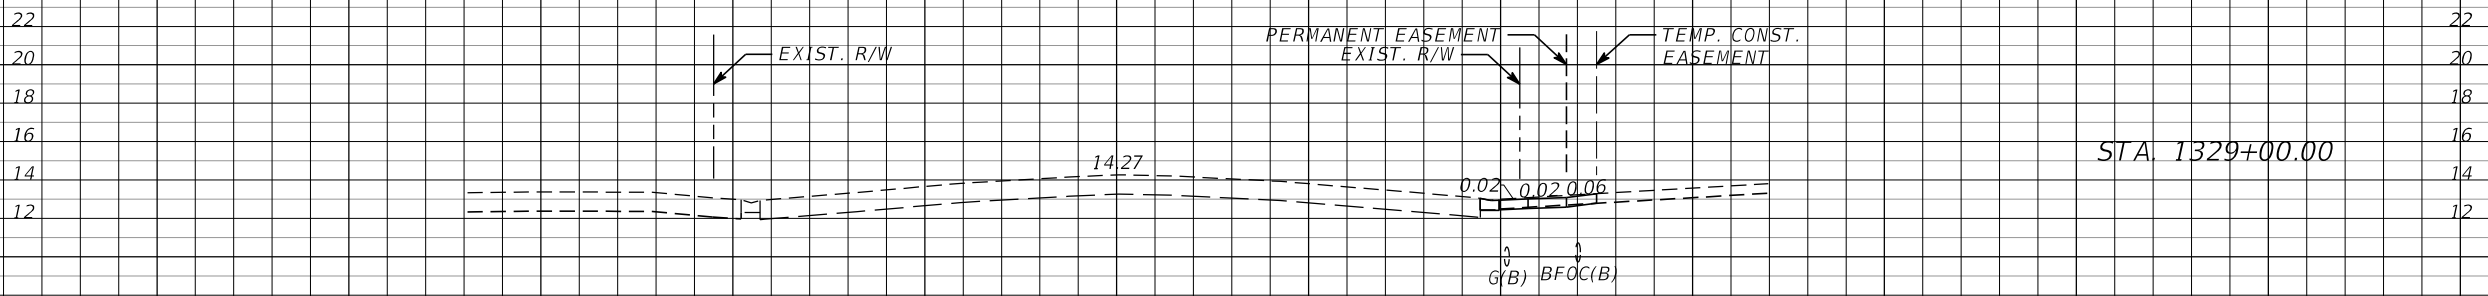 22 22
PERMANENT EASEMENT TEMP. CONST.
EXIST. R/W EXIST. R/W EASEMENT
20 20
18 18
16 16
STA. 1329+00.00
14.27
14 14
0.02 0.02 0.06
12 12
G(B) BFOC(B)